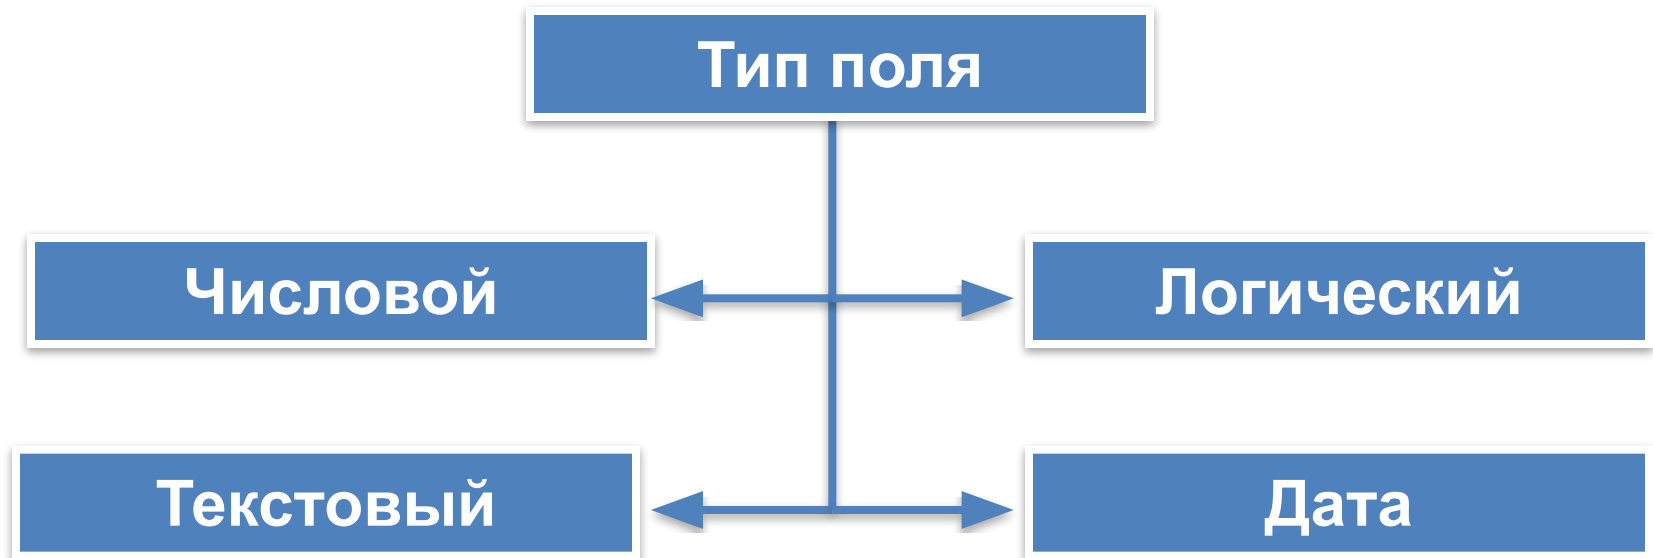 Тип поля
Числовой
Логический
Текстовый
Дата